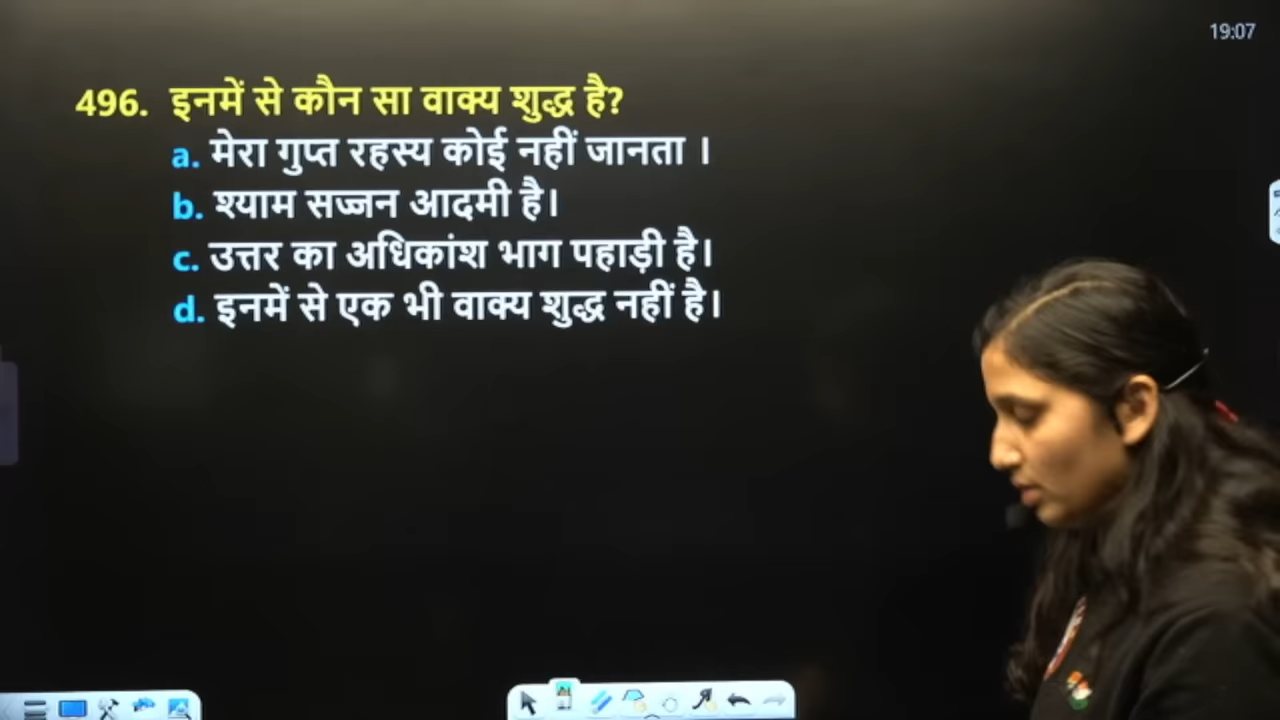 19:07
496. इनमें से कौन सा वाक्य शुद्ध है?
a. मेरा गुप्त रहस्य कोई नहीं जानता ।
b. श्याम सज्जन आदमी है।
c. उत्तर का अधिकांश भाग पहाड़ी है।
d. इनमें से एक भी वाक्य शुद्ध नहीं है।